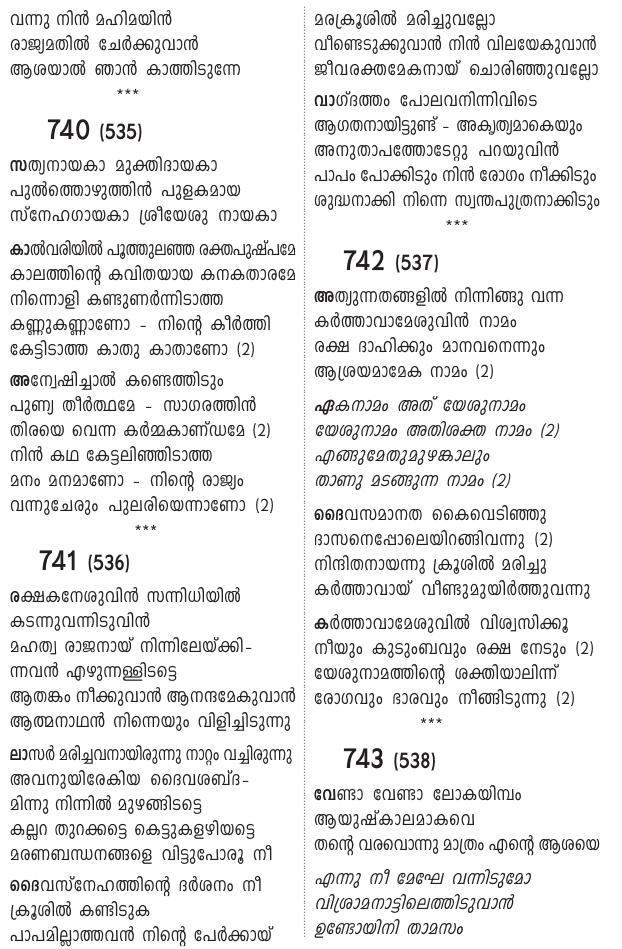 വന്നു നിൻ മഹിമയിൻ
രാജ്യമതിൽ ചേർക്കുവാൻ
ആശയാൽ ഞാൻ കാത്തിടുന്നേ
***
740 (535)
സത്യനായകാ മുക്തിദായകാ
പുൽത്തൊഴുത്തിൻ പുളകമായ
സ്നേഹഗായകാ ശ്രീയേശു നായകാ
കാൽവരിയിൽ പൂത്തുലഞ്ഞ രക്തപുഷ്പമേ
കാലത്തിന്റെ കവിതയായ കനകതാരമേ
നിന്നൊളി കണ്ടുണർന്നിടാത്ത
കണ്ണുകണ്ണാണോ – നിന്റെ കീർത്തി
കേട്ടിടാത്ത കാതു കാതാണോ (2)
അന്വേഷിച്ചാൽ കണ്ടെത്തിടും
പുണ്യ തീർത്ഥമേ – സാഗരത്തിൻ
തിരയെ വെന്ന കർമ്മകാണ്ഡമേ (2)
നിൻ കഥ കേട്ടലിഞ്ഞിടാത്ത
മനം മനമാണോ – നിന്റെ രാജ്യം
വന്നുചേരും പുലരിയെന്നാണോ (2)
***
741 (536)
രക്ഷകനേശുവിൻ സന്നിധിയിൽ
കടന്നുവന്നിടുവിൻ
മഹത്വ രാജനായ് നിന്നിലേയ്ക്കി–
ന്നവൻ എഴുന്നള്ളിടട്ടെ
ആതങ്കം നീക്കുവാൻ ആനന്ദമേകുവാൻ
ആത്മനാഥൻ നിന്നെയും വിളിച്ചിടുന്നു
ലാസർ മരിച്ചവനായിരുന്നു നാറ്റം വച്ചിരുന്നു
അവനുയിരേകിയ ദൈവശബ്ദ–
മിന്നു നിന്നിൽ മുഴങ്ങിടട്ടെ
കല്ലറ തുറക്കട്ടെ കെട്ടുകളഴിയട്ടെ
മരണബന്ധനങ്ങളെ വിട്ടുപോരൂ നീ
ദൈവസ്നേഹത്തിന്റെ ദർശനം നീ
ക്രൂശിൽ കണ്ടിടുക
പാപമില്ലാത്തവൻ നിന്റെ പേർക്കായ്
മരക്രൂശിൽ മരിച്ചുവല്ലോ
വീണ്ടെടുക്കുവാൻ നിൻ വിലയേകുവാൻ
ജീവരക്തമേകനായ് ചൊരിഞ്ഞുവല്ലോ
വാഗ്ദത്തം പോലവനിന്നിവിടെ
ആഗതനായിട്ടുണ്ട് – അകൃത്യമാകെയും
അനുതാപത്തോടേറ്റു പറയുവിൻ
പാപം പോക്കിടും നിൻ രോഗം നീക്കിടും
ശുദ്ധനാക്കി നിന്നെ സ്വന്തപുത്രനാക്കിടും
***
742 (537)
അത്യുന്നതങ്ങളിൽ നിന്നിങ്ങു വന്ന
കർത്താവാമേശുവിൻ നാമം
രക്ഷ ദാഹിക്കും മാനവനെന്നും
ആശ്രയമാമേക നാമം (2)
ഏകനാമം അത് യേശുനാമം
യേശുനാമം അതിശക്ത നാമം (2)
എങ്ങുമേതുമുഴങ്കാലും
താണു മടങ്ങുന്ന നാമം (2)
ദൈവസമാനത കൈവെടിഞ്ഞു
ദാസനെപ്പോലെയിറങ്ങിവന്നു (2)
നിന്ദിതനായന്നു ക്രൂശിൽ മരിച്ചു
കർത്താവായ് വീണ്ടുമുയിർത്തുവന്നു
കർത്താവാമേശുവിൽ വിശ്വസിക്കൂ
നീയും കുടുംബവും രക്ഷ നേടും (2)
യേശുനാമത്തിന്റെ ശക്തിയാലിന്ന്
രോഗവും ഭാരവും നീങ്ങിടുന്നു (2)
***
743 (538)
വേണ്ടാ വേണ്ടാ ലോകയിമ്പം
ആയുഷ്കാലമാകവെ
തന്റെ വരവൊന്നു മാത്രം എന്റെ ആശയെ
എന്നു നീ മേഘേ വന്നിടുമോ
വിശ്രാമനാട്ടിലെത്തിടുവാൻ
ഉണ്ടോയിനി താമസം